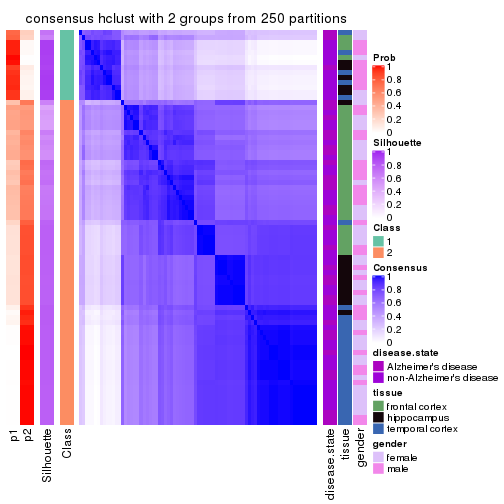 consensus hclust with 2 groups from 250 partitions
Prob
1
0.8
0.6
0.4
0.2
0
Silhouette
1
0.8
0.6
0.4
0.2
0
Class
1
2
Consensus
1
0.8
0.6
0.4
0.2
0
disease.state
Alzheimer's disease
non-Alzheimer's disease
tissue
frontal cortex
hippocampus
temporal cortex
gender
female
male
p1
p2
Silhouette
Class
disease.state
tissue
gender